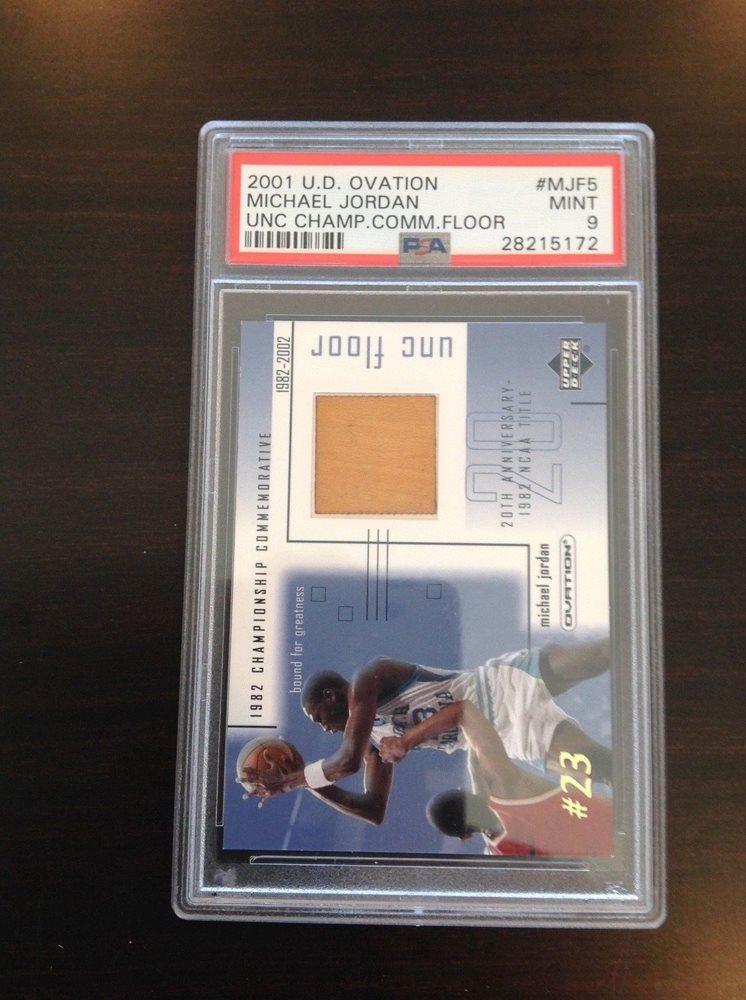 2001 U.D. OVATION #MJF5
MICHAEL JORDAN MINT
UNC CHAMP.COMM.FLOOR 9
PSA 28215172
unc floor
1982-2002
UPPER DECK
20
20TH ANNIVERSARY-
1982 NCAA TITLE
1982 CHAMPIONSHIP COMMEMORATIVE
bound for greatness
michael jordan
OVATION
#23